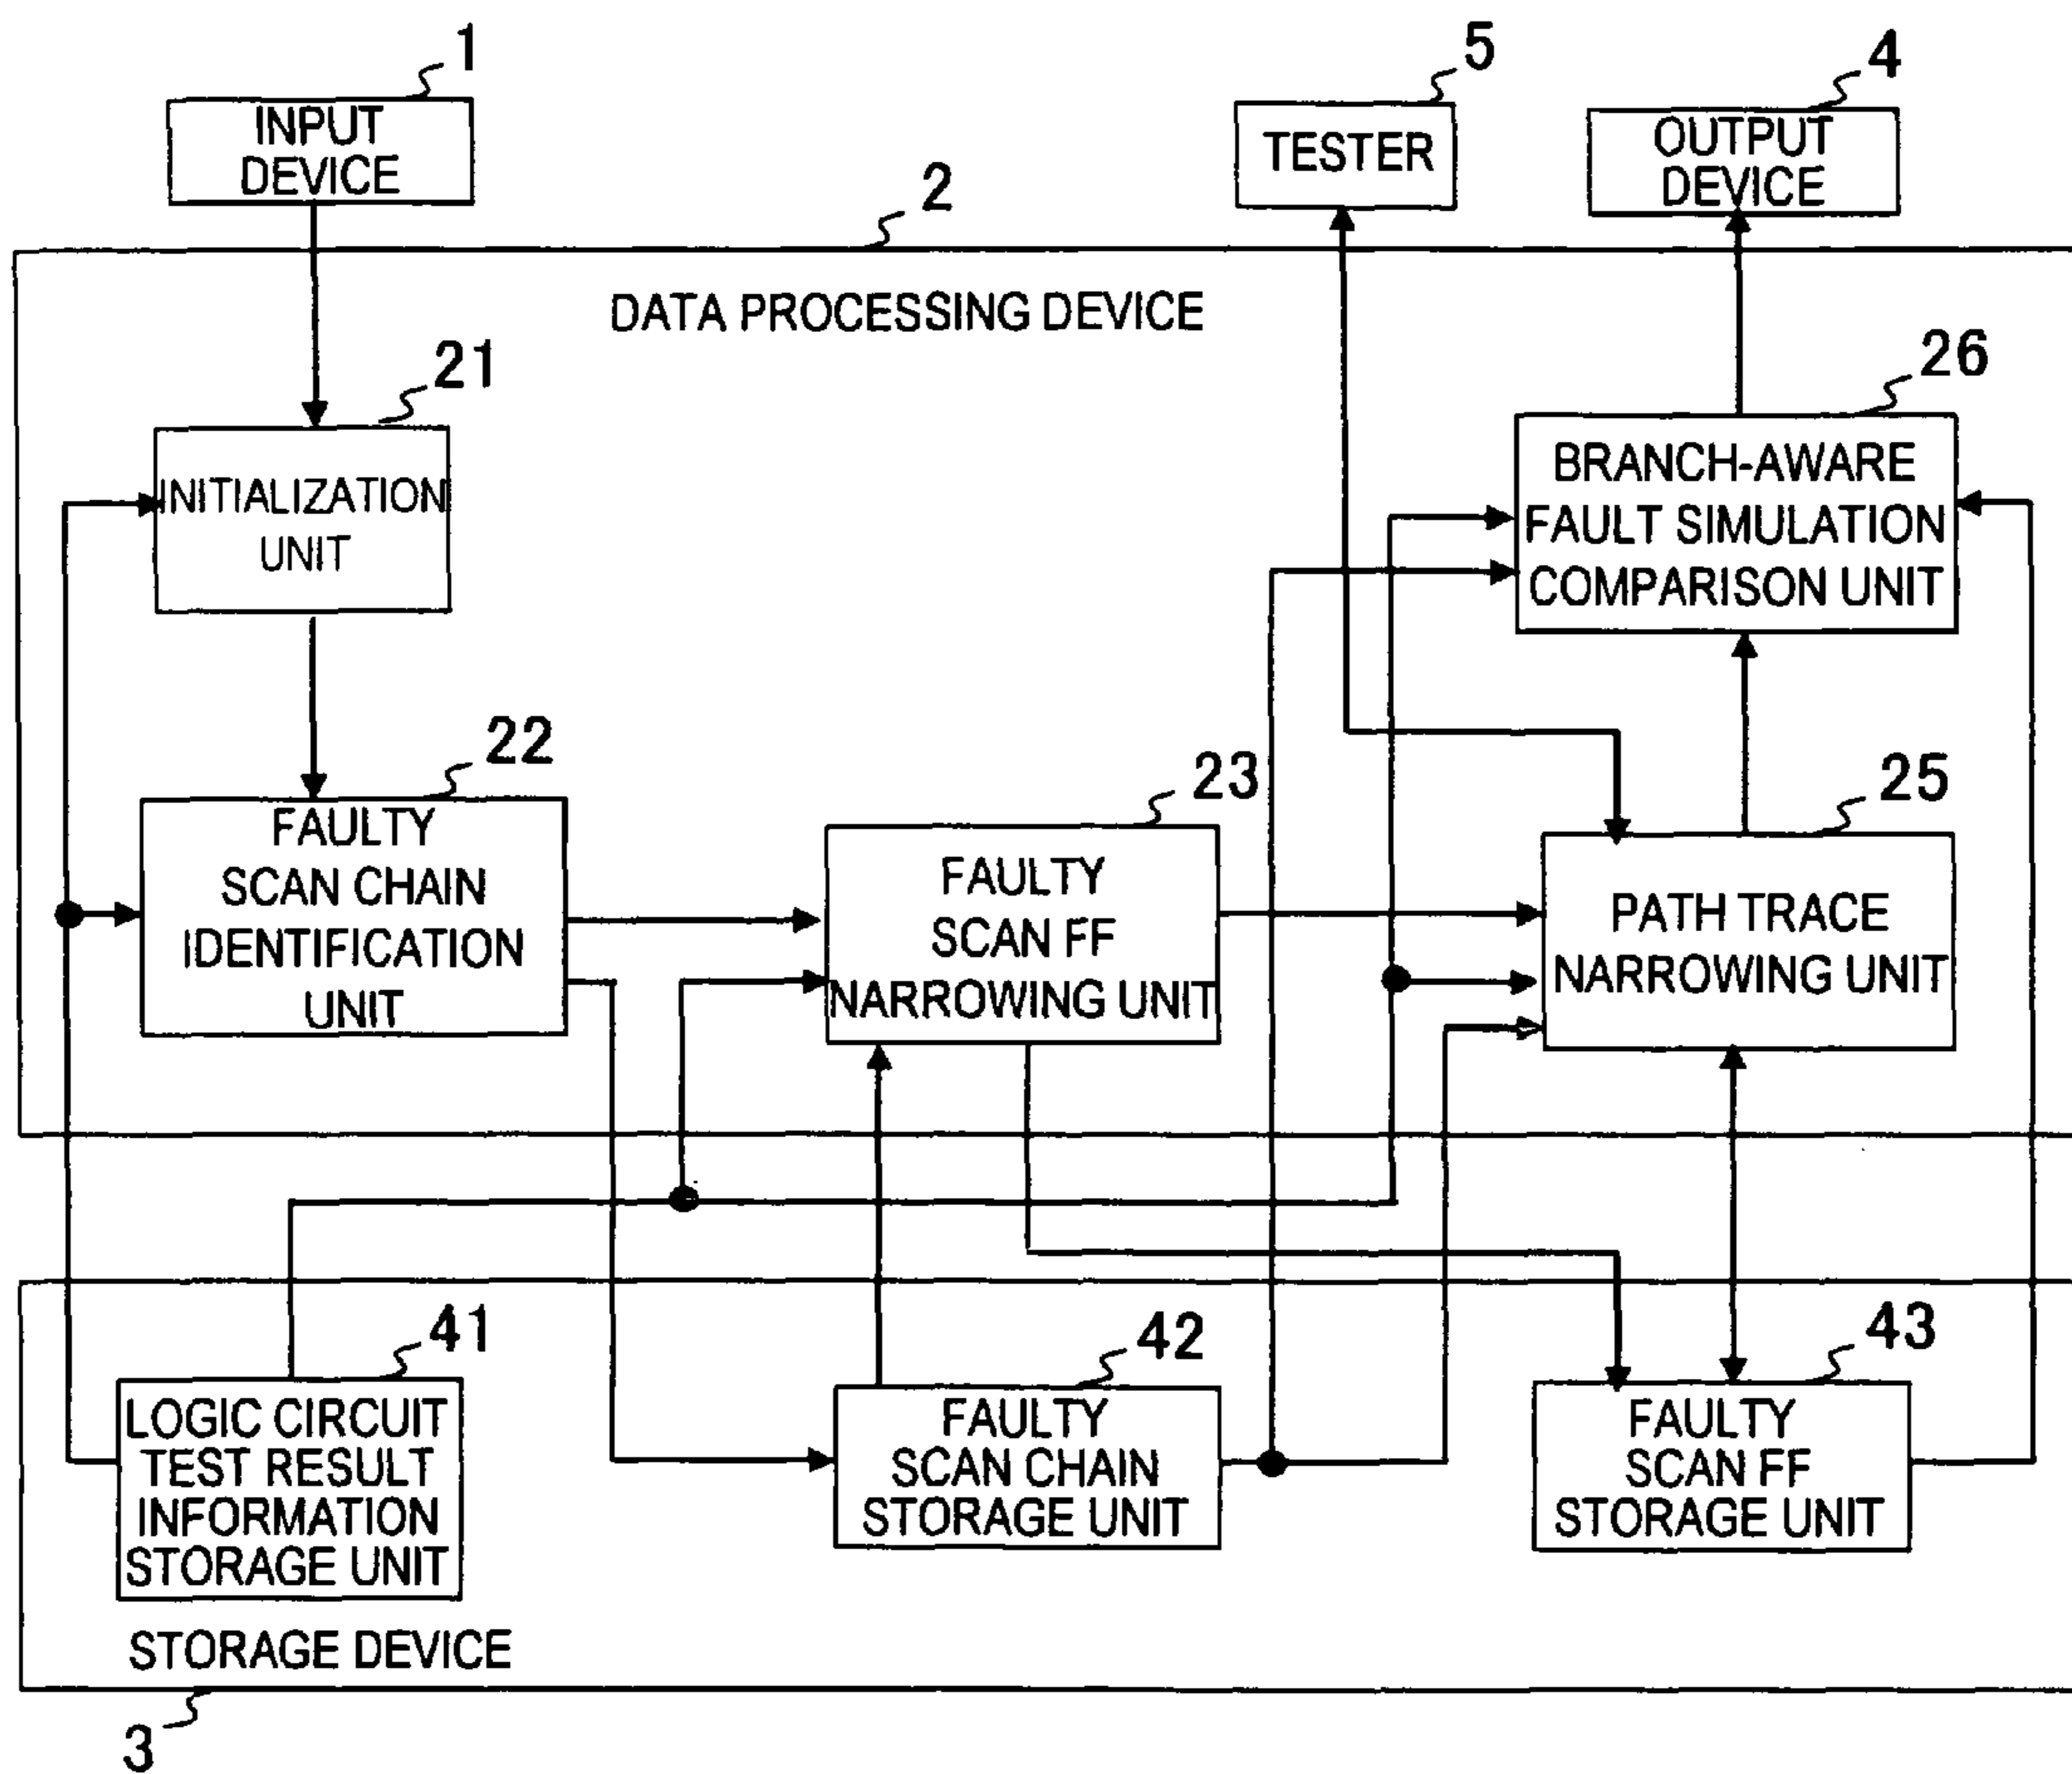 1
INPUT
DEVICE
5
TESTER
4
OUTPUT
DEVICE
2
DATA PROCESSING DEVICE
21
INITIALIZATION
UNIT
26
BRANCH-AWARE
FAULT SIMULATION
COMPARISON UNIT
22
FAULTY
SCAN CHAIN
IDENTIFICATION
UNIT
23
FAULTY
SCAN FF
NARROWING UNIT
25
PATH TRACE
NARROWING UNIT
41
LOGIC CIRCUIT
TEST RESULT
INFORMATION
STORAGE UNIT
42
FAULTY
SCAN CHAIN
STORAGE UNIT
43
FAULTY
SCAN FF
STORAGE UNIT
STORAGE DEVICE
3